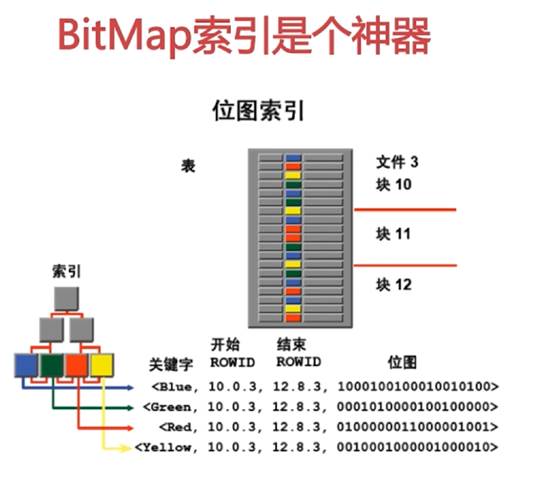 BitMap索引是个神器
位图索引
表
文件 3
块 10
块 11
块 12
索引
关键字
开始
ROWID
结束
ROWID
位图
<Blue, 10.0.3, 12.8.3, 1000100100010010100>
<Green, 10.0.3, 12.8.3, 0001010000100100000>
<Red, 10.0.3, 12.8.3, 0100000011000001001>
<Yellow, 10.0.3, 12.8.3, 0010001000001000010>